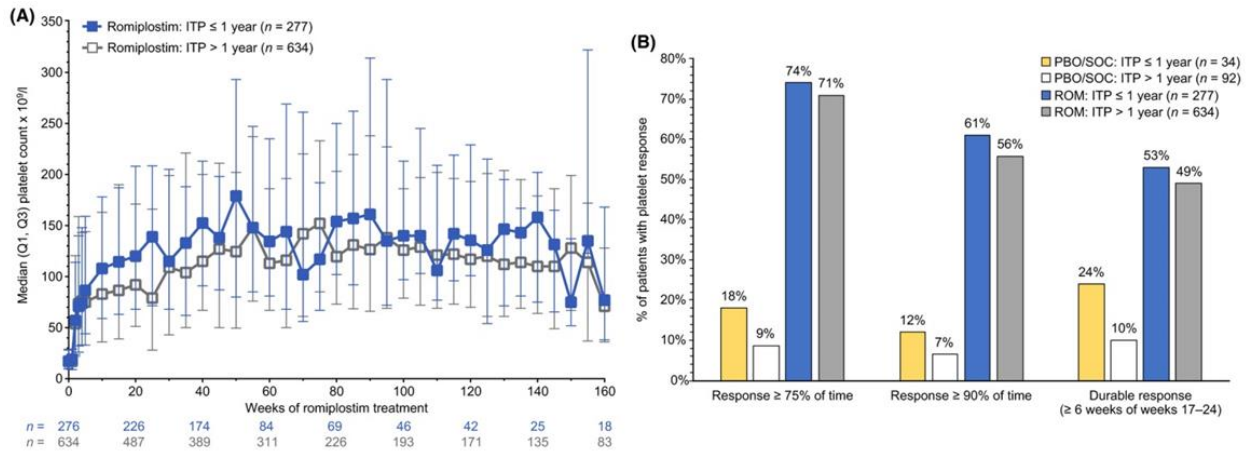 (A)
Median (Q1, Q3) platelet count x 10⁹/l
350
300
250
200
150
100
50
0
Romiplostim: ITP ≤ 1 year (n = 277)
Romiplostim: ITP > 1 year (n = 634)
0 20 40 60 80 100 120 140 160
Weeks of romiplostim treatment
n = 276 226 174 84 69 46 42 25 18
n = 634 487 389 311 226 193 171 135 83
(B)
% of patients with platelet response
80%
70%
60%
50%
40%
30%
20%
10%
0%
PBO/SOC: ITP ≤ 1 year (n = 34)
PBO/SOC: ITP > 1 year (n = 92)
ROM: ITP ≤ 1 year (n = 277)
ROM: ITP > 1 year (n = 634)
18% 9% 74% 71%
12% 7% 61% 56%
24% 10% 53% 49%
Response ≥ 75% of time
Response ≥ 90% of time
Durable response
(≥ 6 weeks of weeks 17–24)